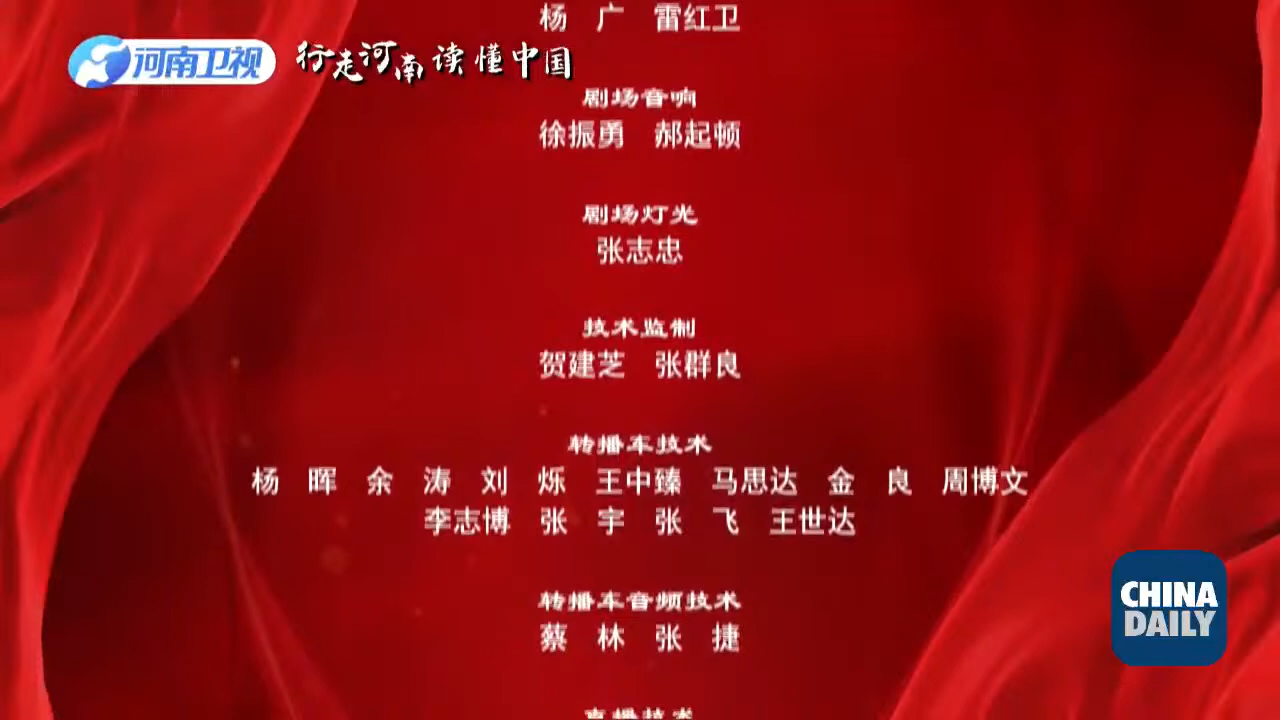 杨　广　雷红卫
河南卫视 行走河南 读懂中国
剧场音响
徐振勇　郝起顿
剧场灯光
张志忠
技术监制
贺建芝　张群良
转播车技术
杨　晖　余　涛　刘　烁　王中臻　马思达　金　良　周博文
李志博　张　宇　张　飞　王世达
转播车音频技术
蔡　林　张　捷
CHINA
DAILY